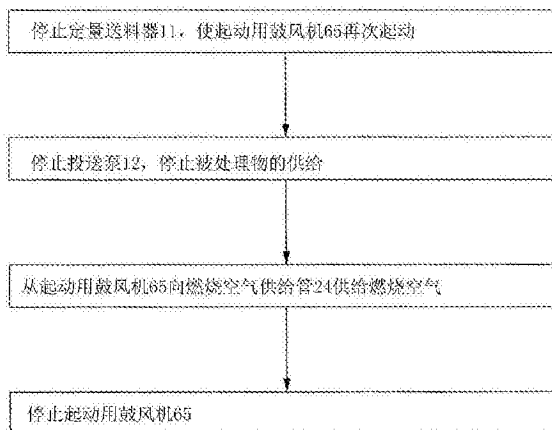 停止定量送料器11，使起动用鼓风机65再次起动
停止投送泵12，停止被处理物的供给
从起动用鼓风机65向燃烧空气供给管24供给燃烧空气
停止起动用鼓风机65